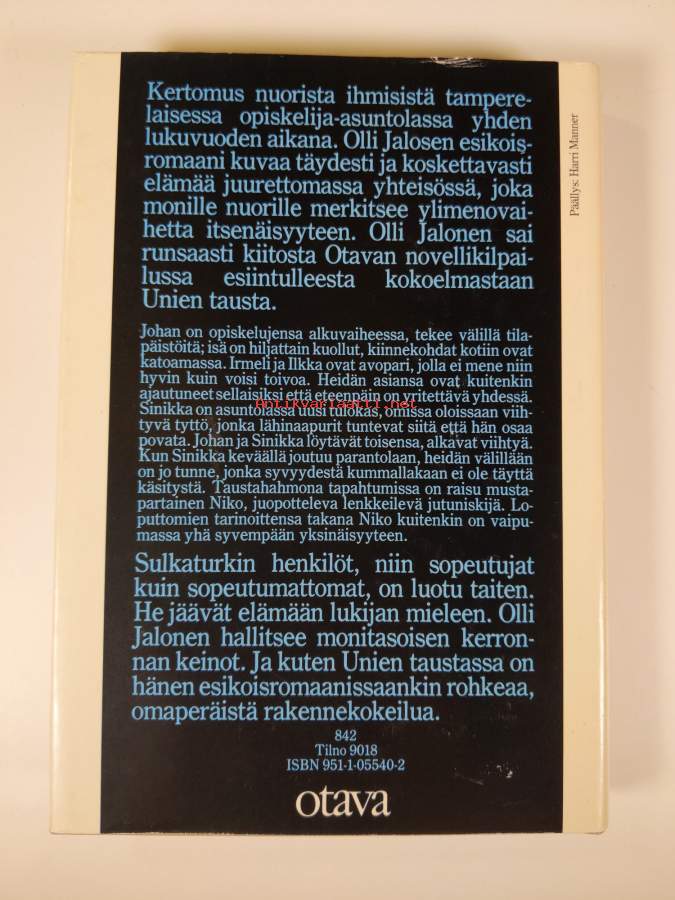 Kertomus nuorista ihmisistä tampere-
laisessa opiskelija-asuntolassa yhden
lukuvuoden aikana. Olli Jalosen esikois-
romaani kuvaa täydesti ja koskettavasti
elämää juurettomassa yhteisössä, joka
monille nuorille merkitsee ylimenovai-
hetta itsenäisyyteen. Olli Jalonen sai
runsaasti kiitosta Otavan novellikilpai-
lussa esiintulleesta kokoelmastaan
Unien tausta.
Johan on opiskelujensa alkuvaiheessa, tekee välillä tila-
päistöitä; isä on hiljattain kuollut, kiinnekohdat kotiin ovat
katoamassa. Irmeli ja Ilkka ovat avopari, jolla ei mene niin
hyvin kuin voisi toivoa. Heidän asiansa ovat kuitenkin
ajautuneet sellaisiksi että eteenpäin on yritettävä yhdessä.
Antikvariaatti.net
Sinikka on asuntolassa uusi tulokas, omissa oloissaan viih-
tyvä tyttö, jonka lähinaapurit tuntevat siitä että hän osaa
povata. Johan ja Sinikka löytävät toisensa, alkavat viihtyä.
Kun Sinikka keväällä joutuu parantolaan, heidän välillään
on jo tunne, jonka syvyydestä kummallakaan ei ole täyttä
käsitystä. Taustahahmona tapahtumissa on raisu musta-
partainen Niko, juopotteleva lenkkeilevä jutuniskijä. Lo-
puttomien tarinoittensa takana Niko kuitenkin on vaipu-
massa yhä syvempään yksinäisyyteen.
Sulkaturkin henkilöt, niin sopeutujat
kuin sopeutumattomat, on luotu taiten.
He jäävät elämään lukijan mieleen. Olli
Jalonen hallitsee monitasoisen kerron-
nan keinot. Ja kuten Unien taustassa on
hänen esikoisromaanissaankin rohkeaa,
omaperäistä rakennekokeilua.
842
Tilno 9018
ISBN 951-1-05540-2
otava
Päällys: Harri Manner